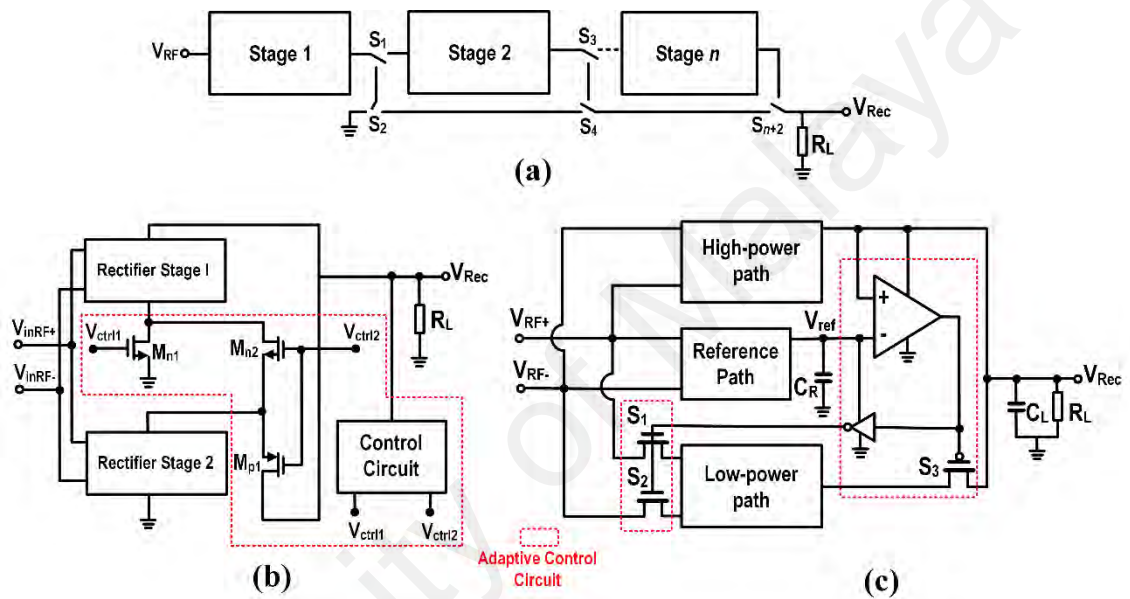 VRF
Stage 1
S1
Stage 2
S3
Stage n
S2
S4
Sn+2
VRec
RL
(a)
Rectifier Stage I
VRec
RL
Vctrl1
Mn1
Mn2
Vctrl2
VinRF+
VinRF-
Rectifier Stage 2
Mp1
Control
Circuit
Vctrl1
Vctrl2
(b)
High-power
path
VRF+
VRF-
Reference
Path
Vref
CR
+
-
S1
S2
Low-power
path
S3
VRec
CL
RL
Adaptive Control
Circuit
(c)
of Malaya